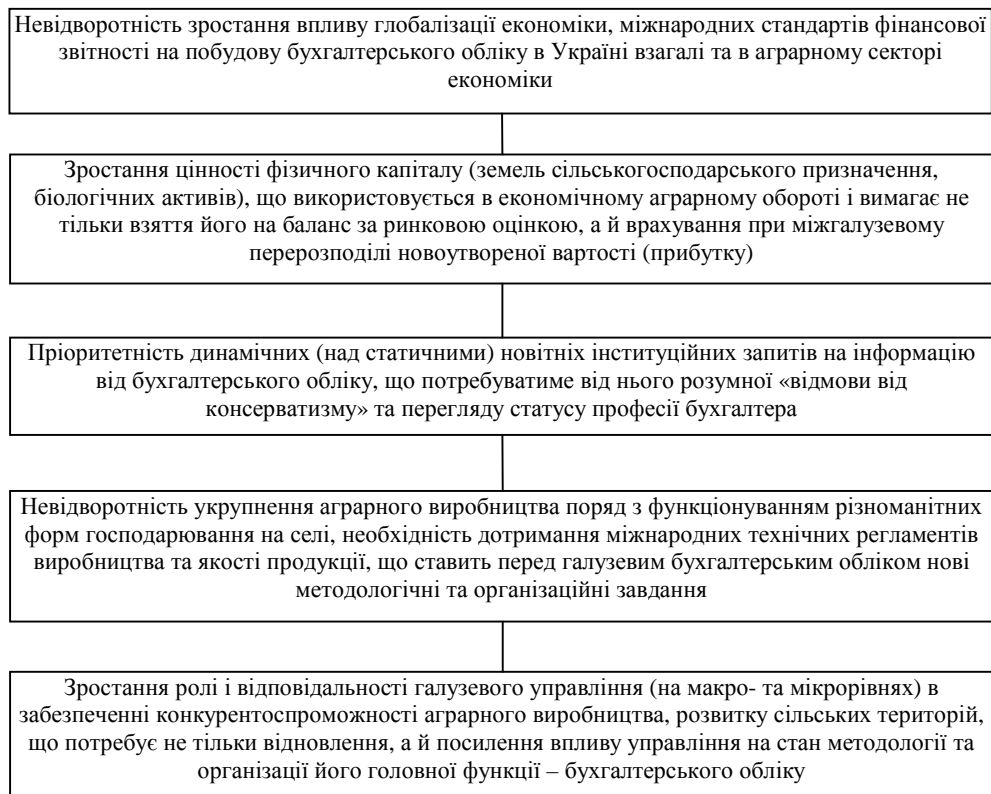 Невідворотність зростання впливу глобалізації економіки, міжнародних стандартів фінансової
звітності на побудову бухгалтерського обліку в Україні взагалі та в аграрному секторі
економіки
Зростання цінності фізичного капіталу (земель сільськогосподарського призначення,
біологічних активів), що використовується в економічному аграрному обороті і вимагає не
тільки взяття його на баланс за ринковою оцінкою, а й врахування при міжгалузевому
перерозподілі новоутвореної вартості (прибутку)
Пріоритетність динамічних (над статичними) новітніх інституційних запитів на інформацію
від бухгалтерського обліку, що потребуватиме від нього розумної «відмови від
консерватизму» та перегляду статусу професії бухгалтера
Невідворотність укрупнення аграрного виробництва поряд з функціонуванням різноманітних
форм господарювання на селі, необхідність дотримання міжнародних технічних регламентів
виробництва та якості продукції, що ставить перед галузевим бухгалтерським обліком нові
методологічні та організаційні завдання
Зростання ролі і відповідальності галузевого управління (на макро- та мікрорівнях) в
забезпеченні конкурентоспроможності аграрного виробництва, розвитку сільських територій,
що потребує не тільки відновлення, а й посилення впливу управління на стан методології та
організації його головної функції – бухгалтерського обліку